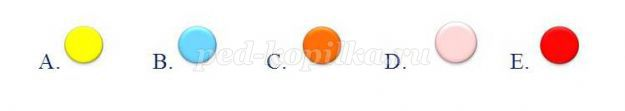 A. B. C. D. E.
ped-kopilka.ru